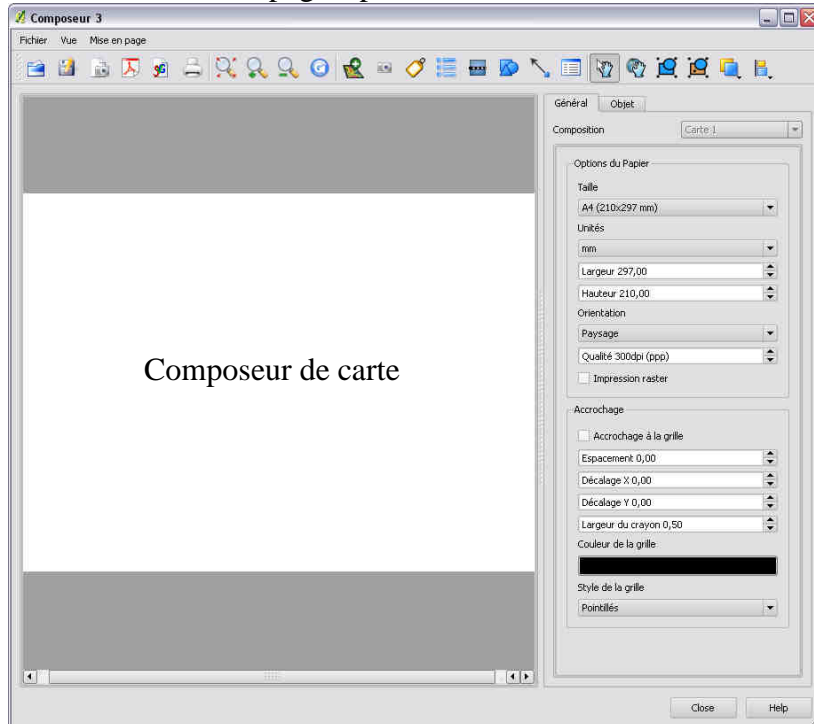 Composeur 3
Fichier Vue Mise en page
Général Objet
Composition Carte 1
Options du Papier
Taille
A4 (210x297 mm)
Unités
mm
Largeur 297,00
Hauteur 210,00
Orientation
Paysage
Qualité 300dpi (ppp)
Impression raster
Composeur de carte
Accrochage
Accrochage à la grille
Espacement 0,00
Décalage X 0,00
Décalage Y 0,00
Largeur du crayon 0,50
Couleur de la grille
Style de la grille
Pointillés
Close Help